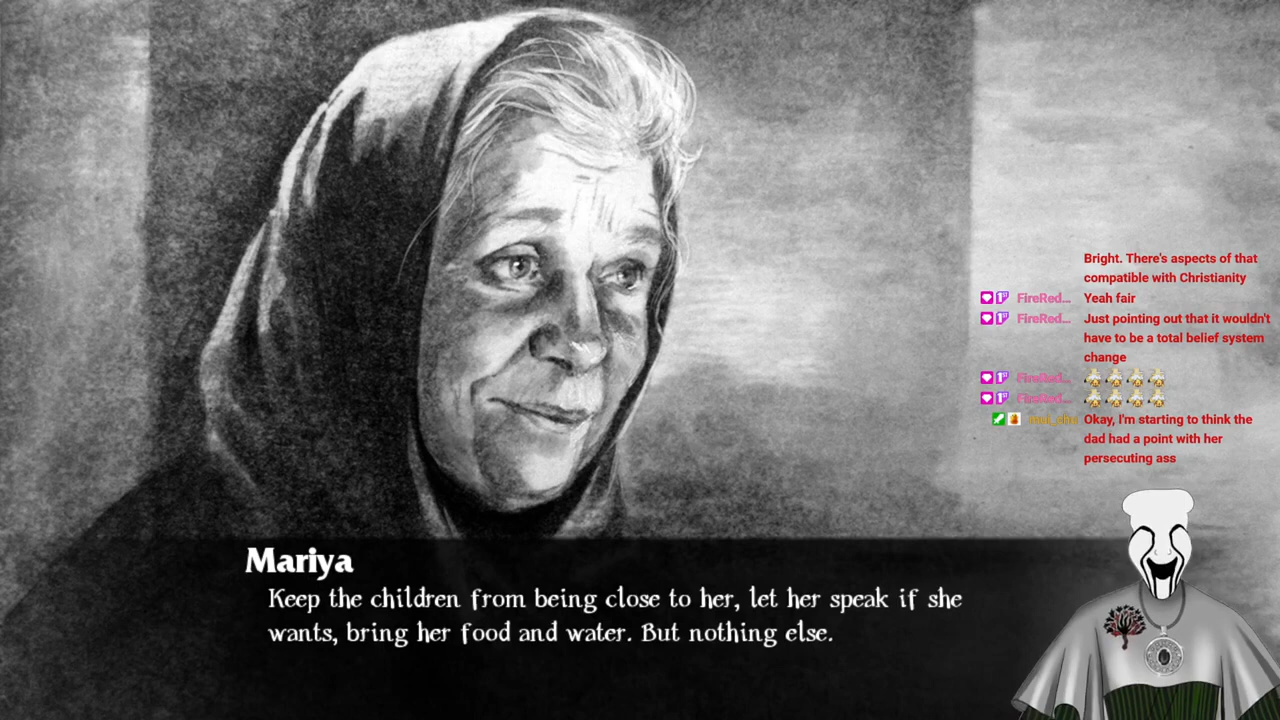 Bright. There's aspects of that
compatible with Christianity
FireRed... Yeah fair
FireRed... Just pointing out that it wouldn't
have to be a total belief system
change
FireRed...
FireRed...
Okay, I'm starting to think the
dad had a point with her
persecuting ass
Mariya
Keep the children from being close to her, let her speak if she
wants, bring her food and water. But nothing else.